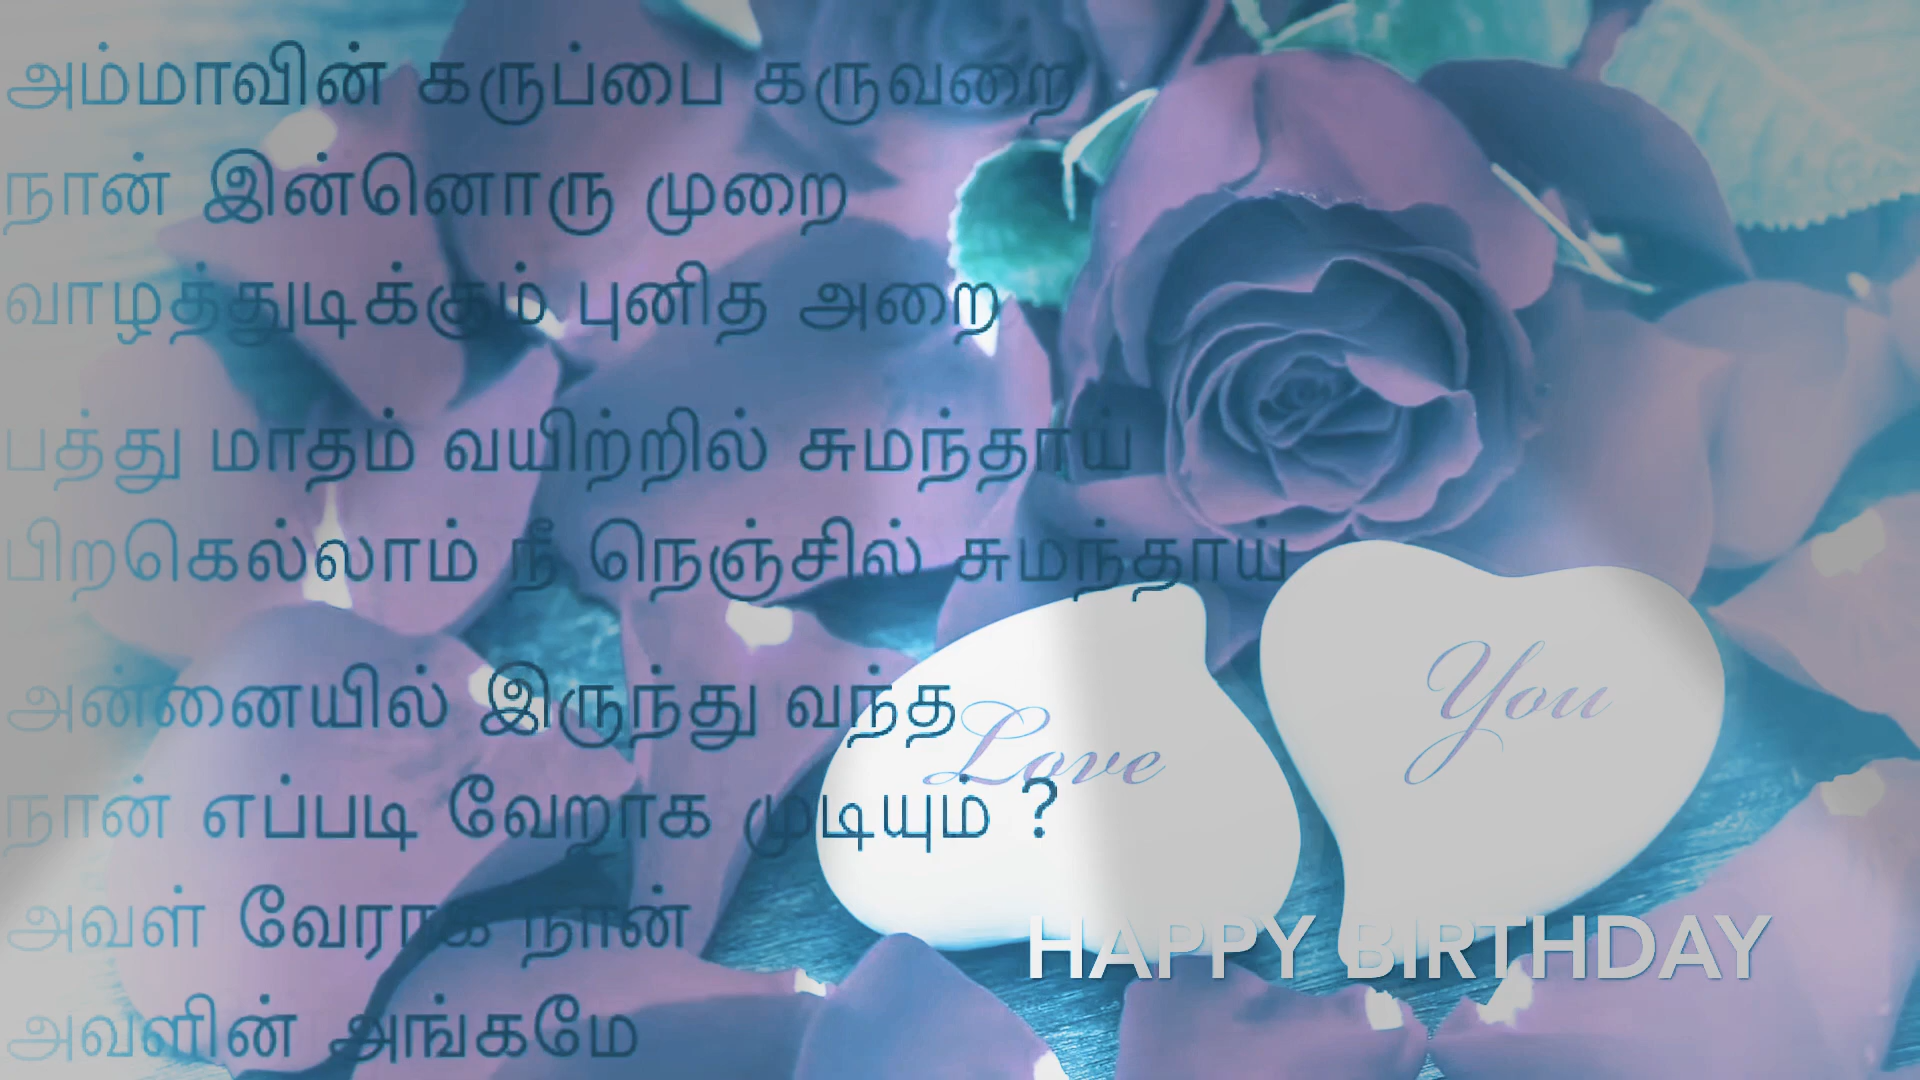 அம்மாவின் கருப்பை கருவறை
நான் இன்னொரு முறை
வாழத்துடிக்கும் புனித அறை
பத்து மாதம் வயிற்றில் சுமந்தாய்
பிறகெல்லாம் நீ நெஞ்சில் சுமந்தாய்
அன்னையில் இருந்து வந்த
நான் எப்படி வேறாக முடியும் ?
அவள் வேராக நான்
அவளின் அங்கமே
Love
You
HAPPY BIRTHDAY